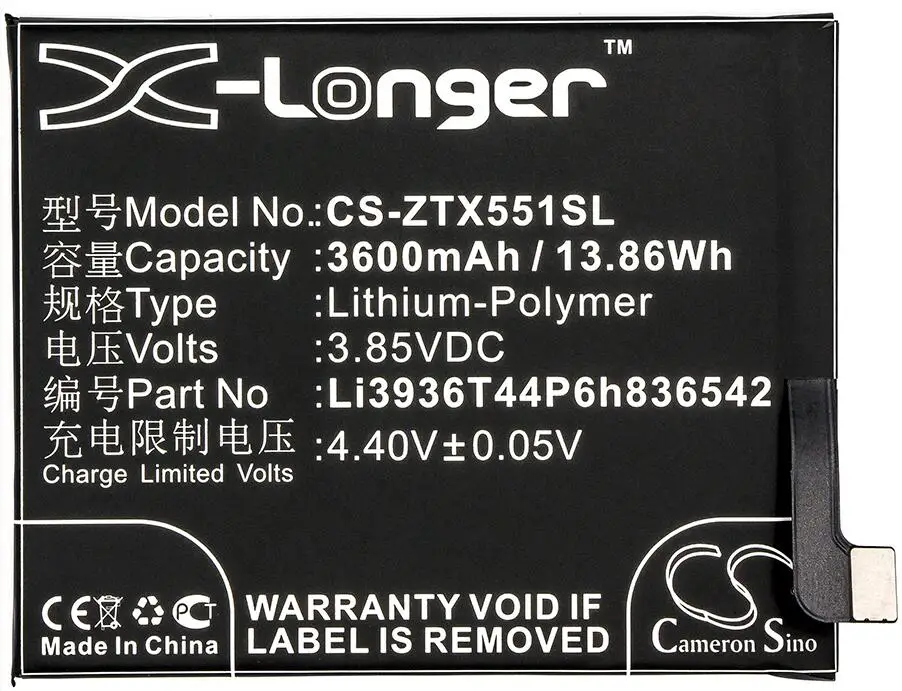 X-Longer™
型号Model No.:CS-ZTX551SL
容量Capacity :3600mAh / 13.86Wh
规格Type :Lithium-Polymer
电压Volts :3.85VDC
编号Part No :Li3936T44P6h836542
充电限制电压 :4.40V±0.05V
Charge Limited Volts
CE PCT
Made In China
WARRANTY VOID IF
LABEL IS REMOVED
CS
Cameron Sino